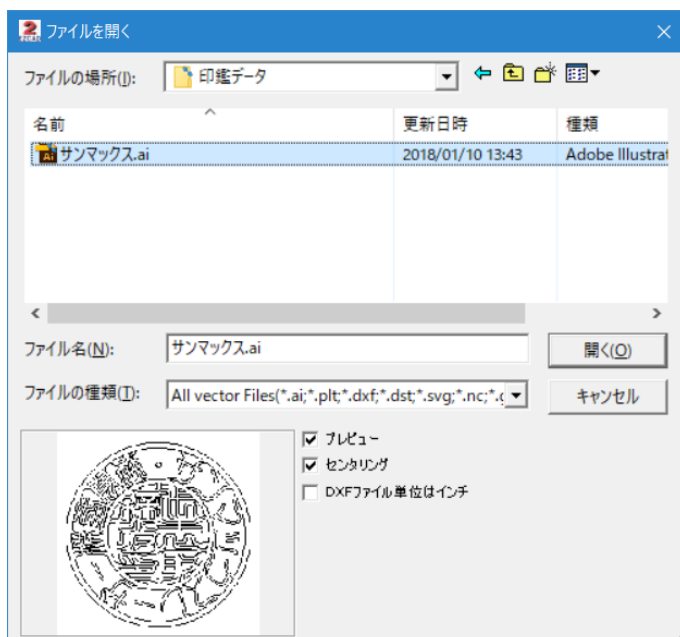 ファイルを開く
ファイルの場所(I): 印鑑データ
名前 更新日時 種類
サンマックス.ai 2018/01/10 13:43 Adobe Illustrat
ファイル名(N): サンマックス.ai 開く(O)
ファイルの種類(T): All vector Files(*.ai;*.plt;*.dxf;*.dst;*.svg;*.nc;*.g キャンセル
プレビュー
センタリング
DXFファイル単位はインチ